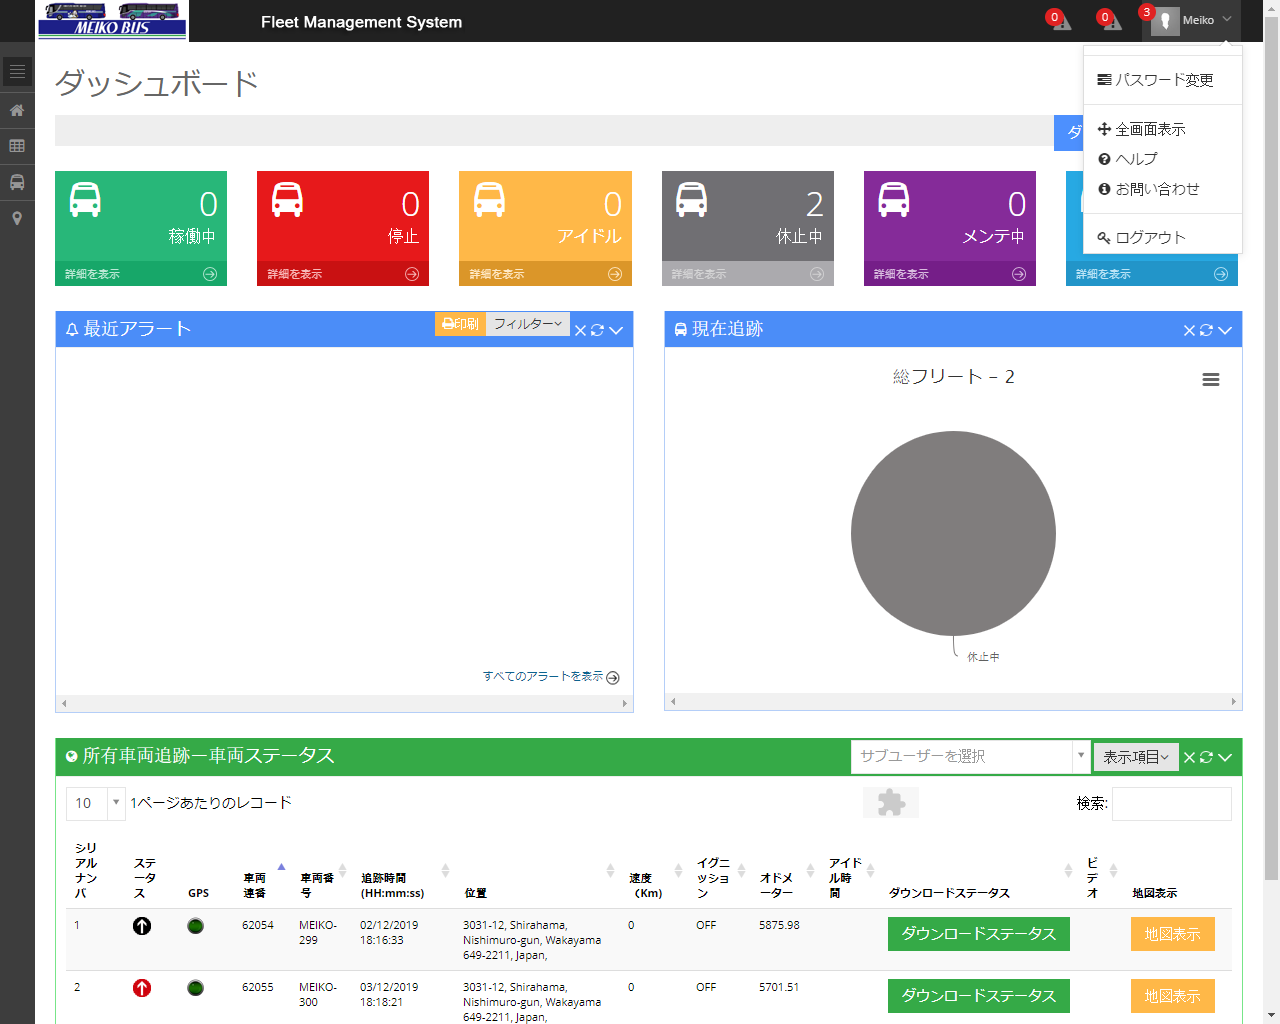 MEIKO BUS
Fleet Management System
0
0
3
Meiko
パスワード変更
全画面表示
ヘルプ
お問い合わせ
ログアウト
ダッシュボード
ダ
0
稼働中
詳細を表示
0
停止
詳細を表示
0
アイドル
詳細を表示
2
休止中
詳細を表示
0
メンテ中
詳細を表示
詳細を表示
最近アラート
印刷
フィルター
すべてのアラートを表示
現在追跡
総フリート – 2
休止中
所有車両追跡ー車両ステータス
サブユーザーを選択
表示項目
10
1ページあたりのレコード
検索:
シリアルナンバ ステータス GPS 車両連番 車両番号 追跡時間 (HH:mm:ss) 位置 速度 (Km) イグニッション オドメーター アイドル時間 ダウンロードステータス ビデオ 地図表示
1 62054 MEIKO-299 02/12/2019 18:16:33 3031-12, Shirahama, Nishimuro-gun, Wakayama 649-2211, Japan, 0 OFF 5875.98 ダウンロードステータス 地図表示
2 62055 MEIKO-300 03/12/2019 18:18:21 3031-12, Shirahama, Nishimuro-gun, Wakayama 649-2211, Japan, 0 OFF 5701.51 ダウンロードステータス 地図表示